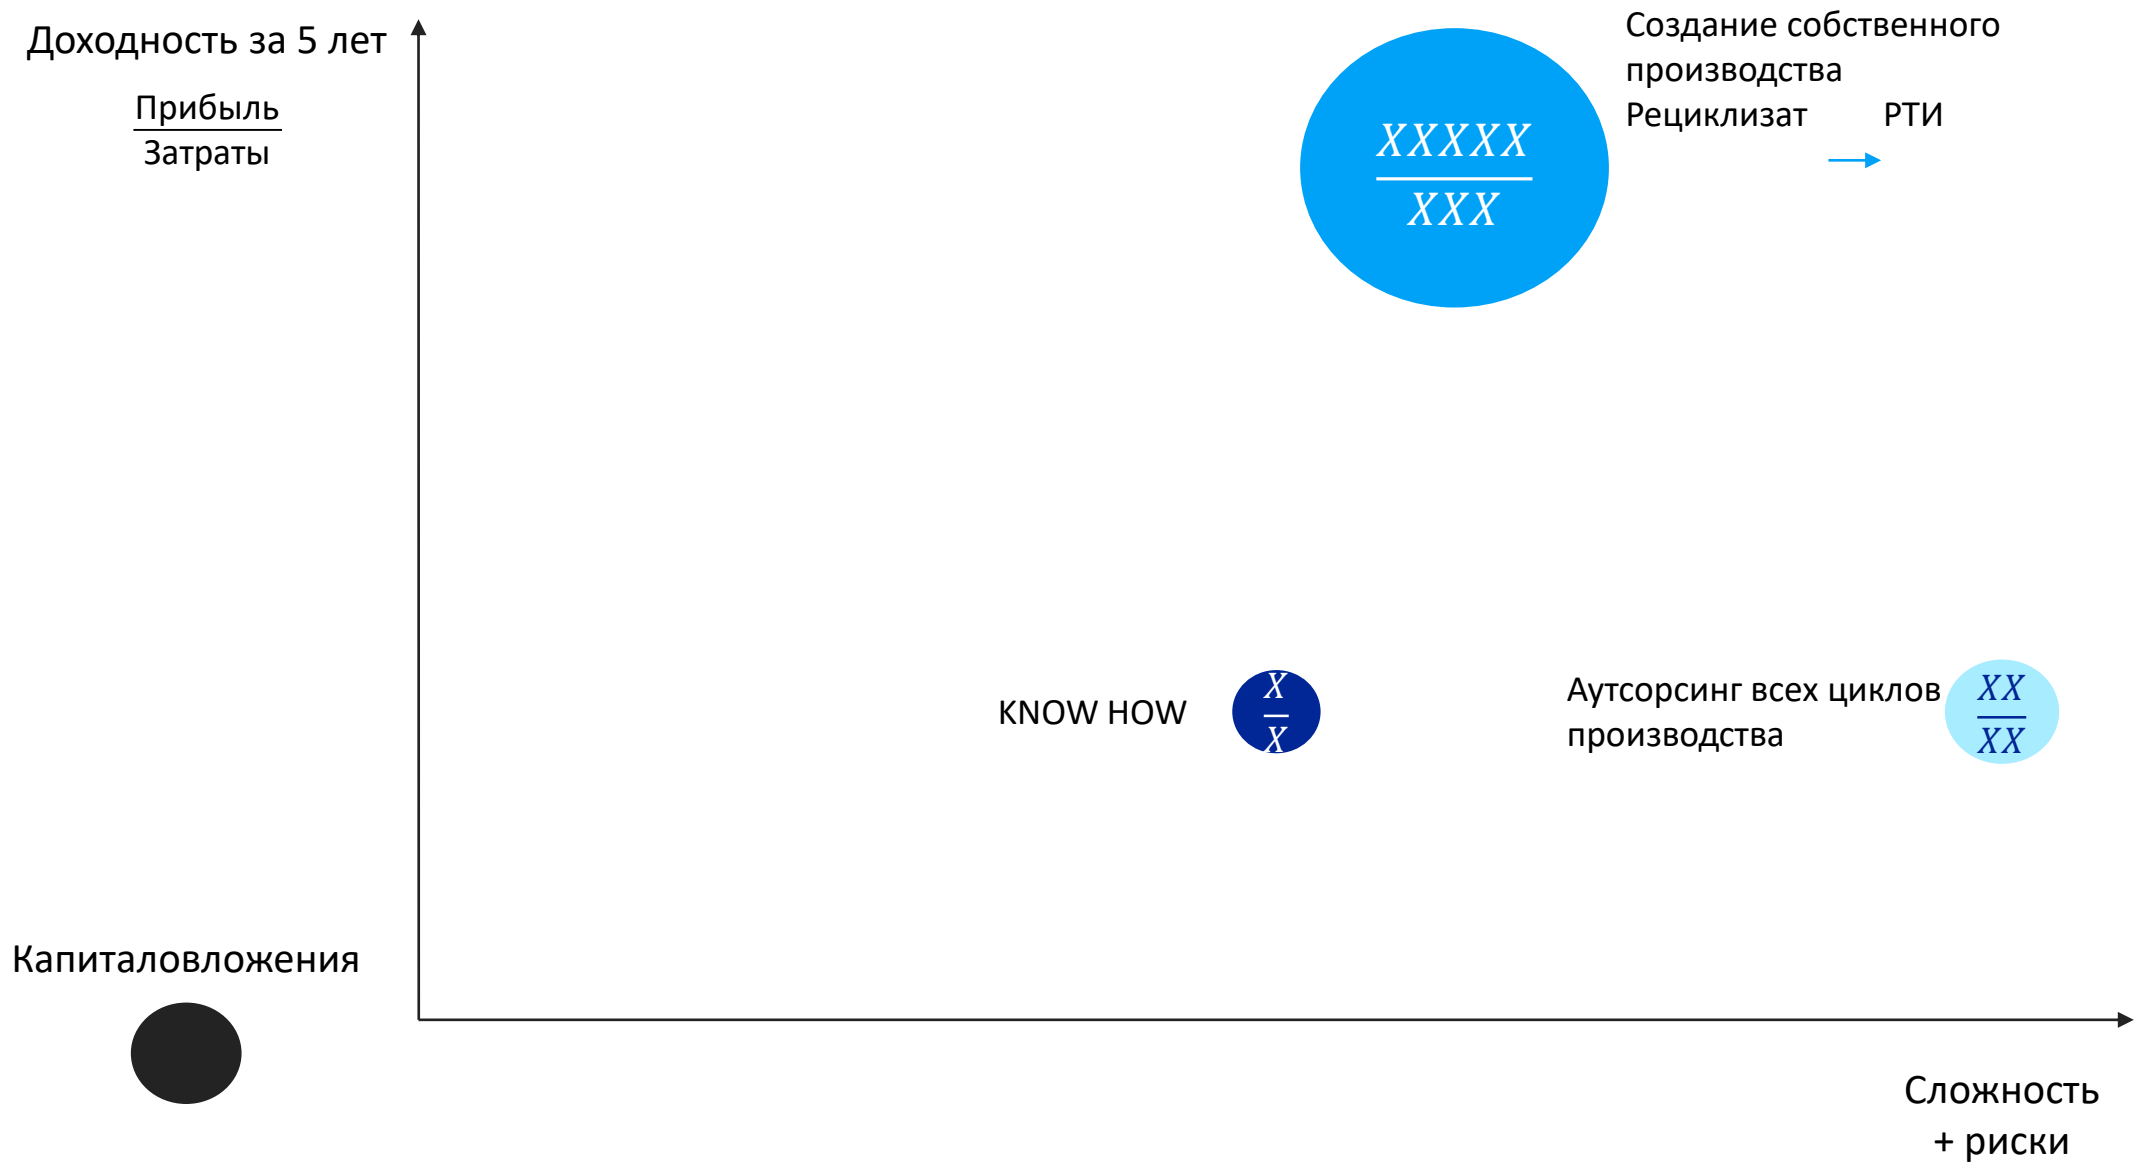 Доходность за 5 лет
Прибыль
Затраты
Создание собственного
производства
Рециклизат РТИ
XXXXX
XXX
KNOW HOW
X
X
Аутсорсинг всех циклов
производства
XX
XX
Капиталовложения
Сложность
+ риски